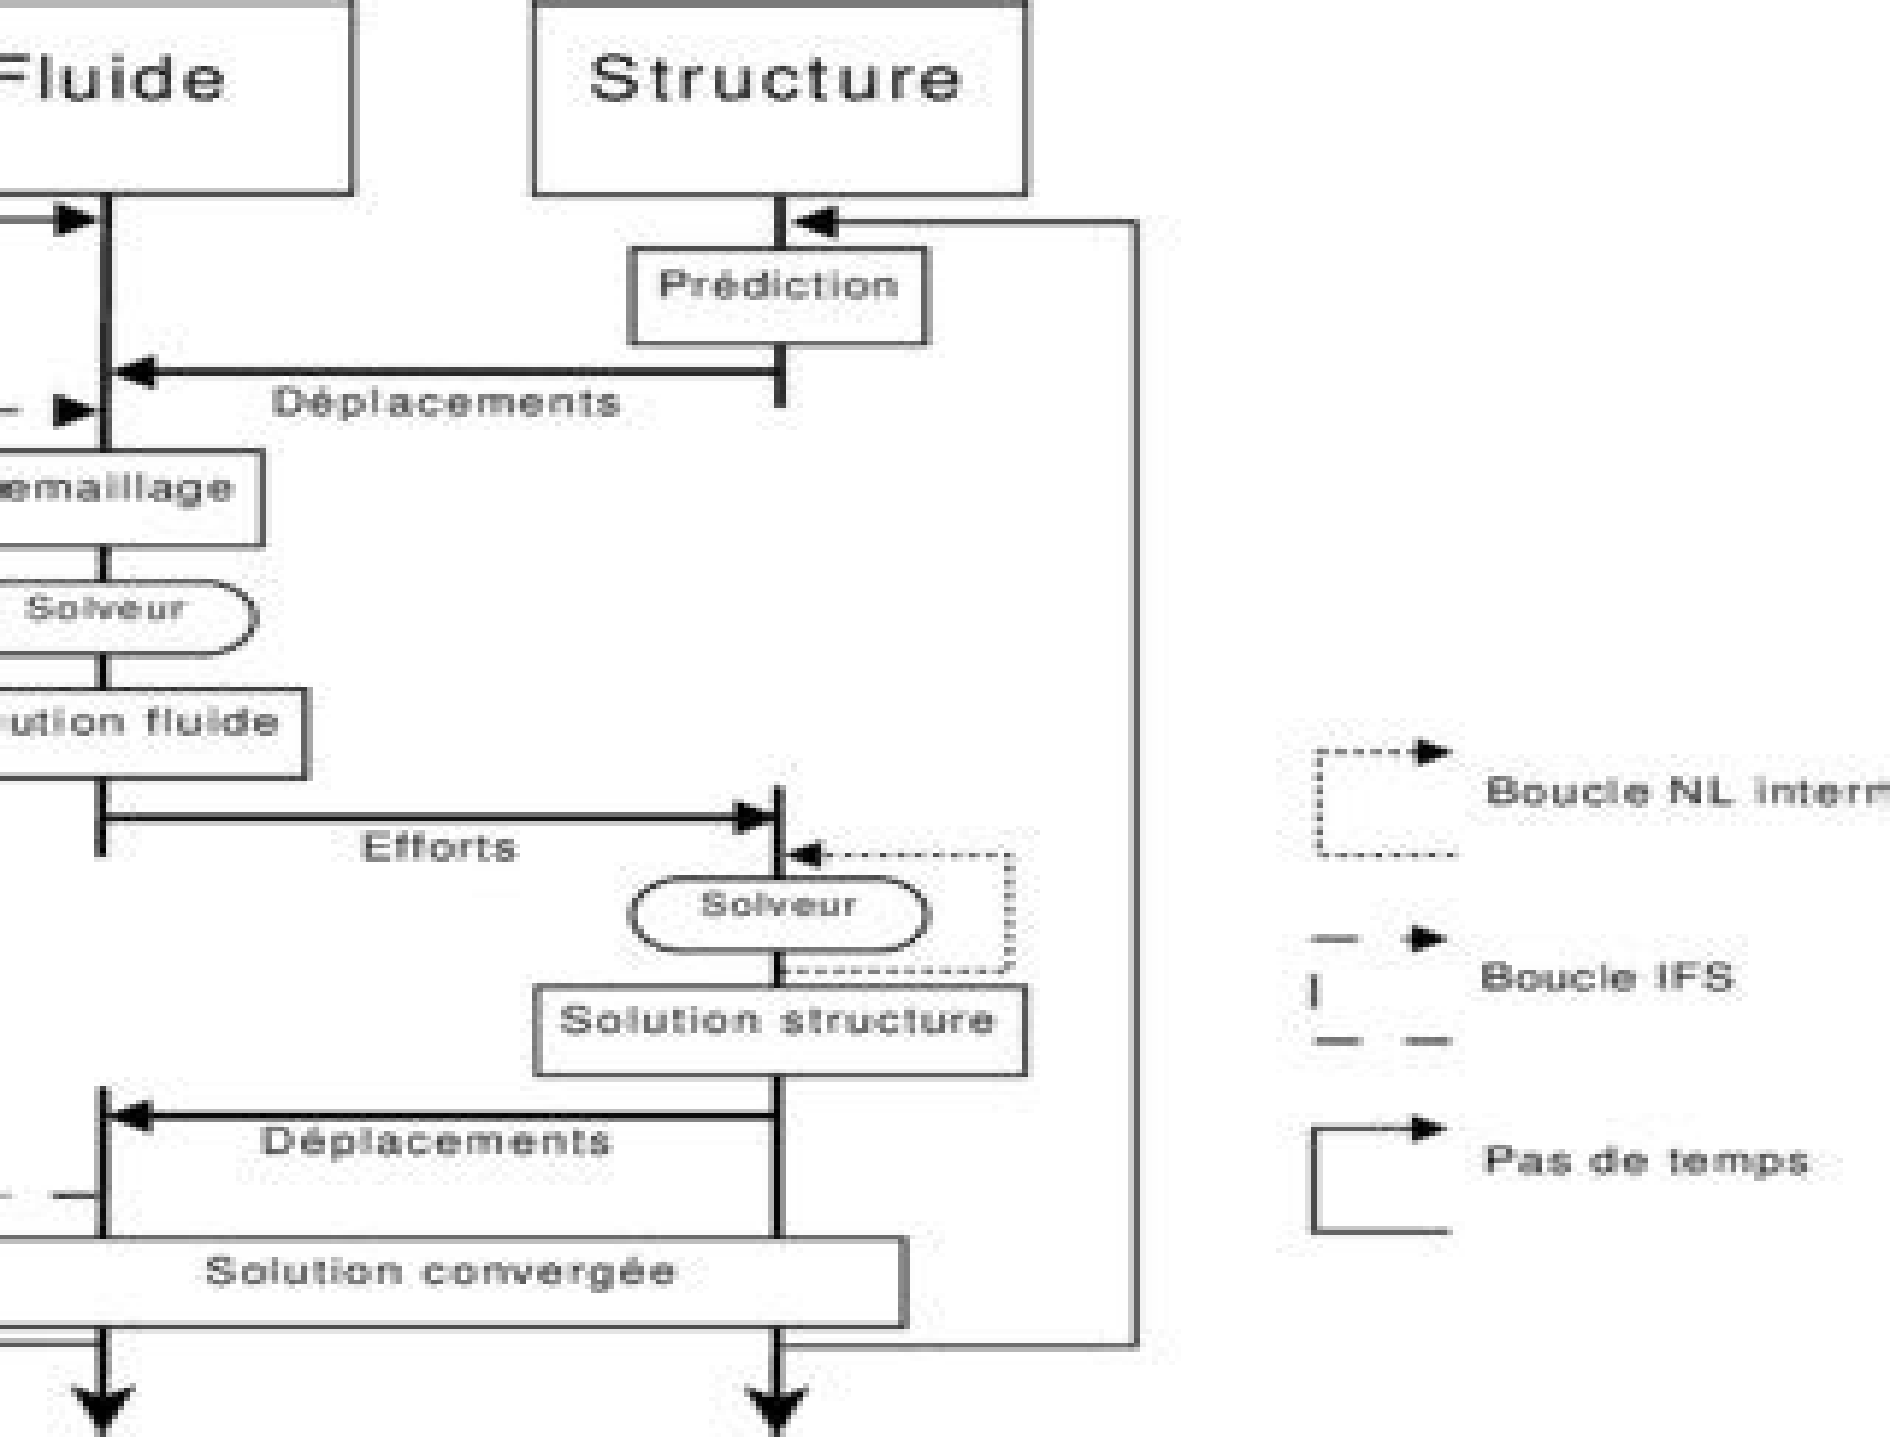 Fluide
Structure
Prédiction
Déplacements
emaillage
Solveur
ution fluide
Boucle NL intern
Efforts
Solveur
Boucle IFS
Solution structure
Déplacements
Pas de temps
Solution convergée